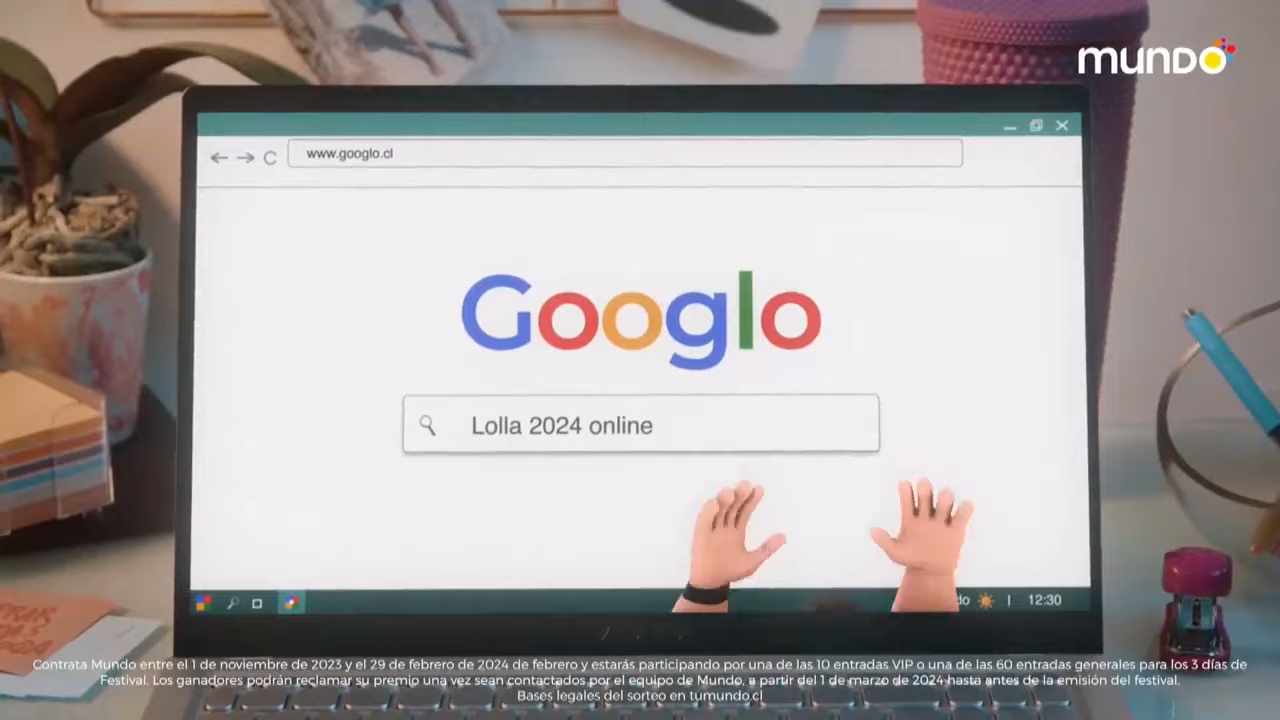 mundo
www.googlo.cl
Googlo
Lolla 2024 online
do | 12:30
Contrata Mundo entre el 1 de noviembre de 2023 y el 29 de febrero de 2024 de febrero y estarás participando por una de las 10 entradas VIP o una de las 60 entradas generales para los 3 días de
Festival. Los ganadores podrán reclamar su premio una vez sean contactados por el equipo de Mundo, a partir del 1 de marzo de 2024 hasta antes de la emisión del festival.
Bases legales del sorteo en tumundo.cl